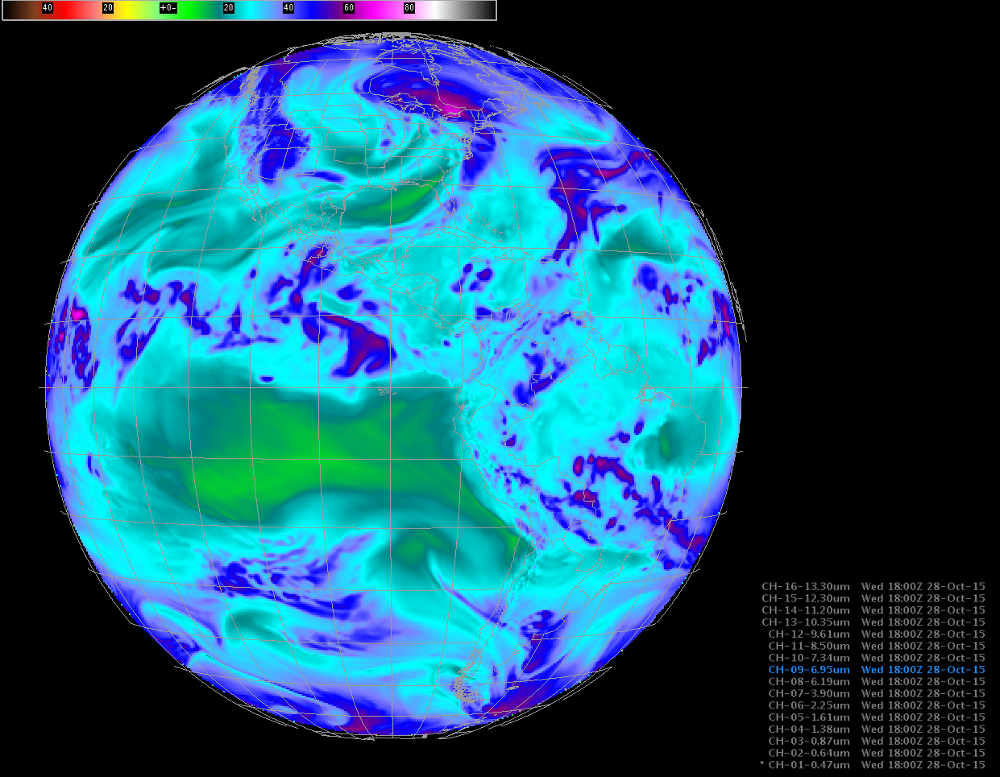 40 20 +0- 20 40 60 80
CH-16-13.30um Wed 18:00Z 28-Oct-15
CH-15-12.30um Wed 18:00Z 28-Oct-15
CH-14-11.20um Wed 18:00Z 28-Oct-15
CH-13-10.35um Wed 18:00Z 28-Oct-15
CH-12-9.61um Wed 18:00Z 28-Oct-15
CH-11-8.50um Wed 18:00Z 28-Oct-15
CH-10-7.34um Wed 18:00Z 28-Oct-15
CH-09-6.95um Wed 18:00Z 28-Oct-15
CH-08-6.19um Wed 18:00Z 28-Oct-15
CH-07-3.90um Wed 18:00Z 28-Oct-15
CH-06-2.25um Wed 18:00Z 28-Oct-15
CH-05-1.61um Wed 18:00Z 28-Oct-15
CH-04-1.38um Wed 18:00Z 28-Oct-15
CH-03-0.87um Wed 18:00Z 28-Oct-15
CH-02-0.64um Wed 18:00Z 28-Oct-15
* CH-01-0.47um Wed 18:00Z 28-Oct-15